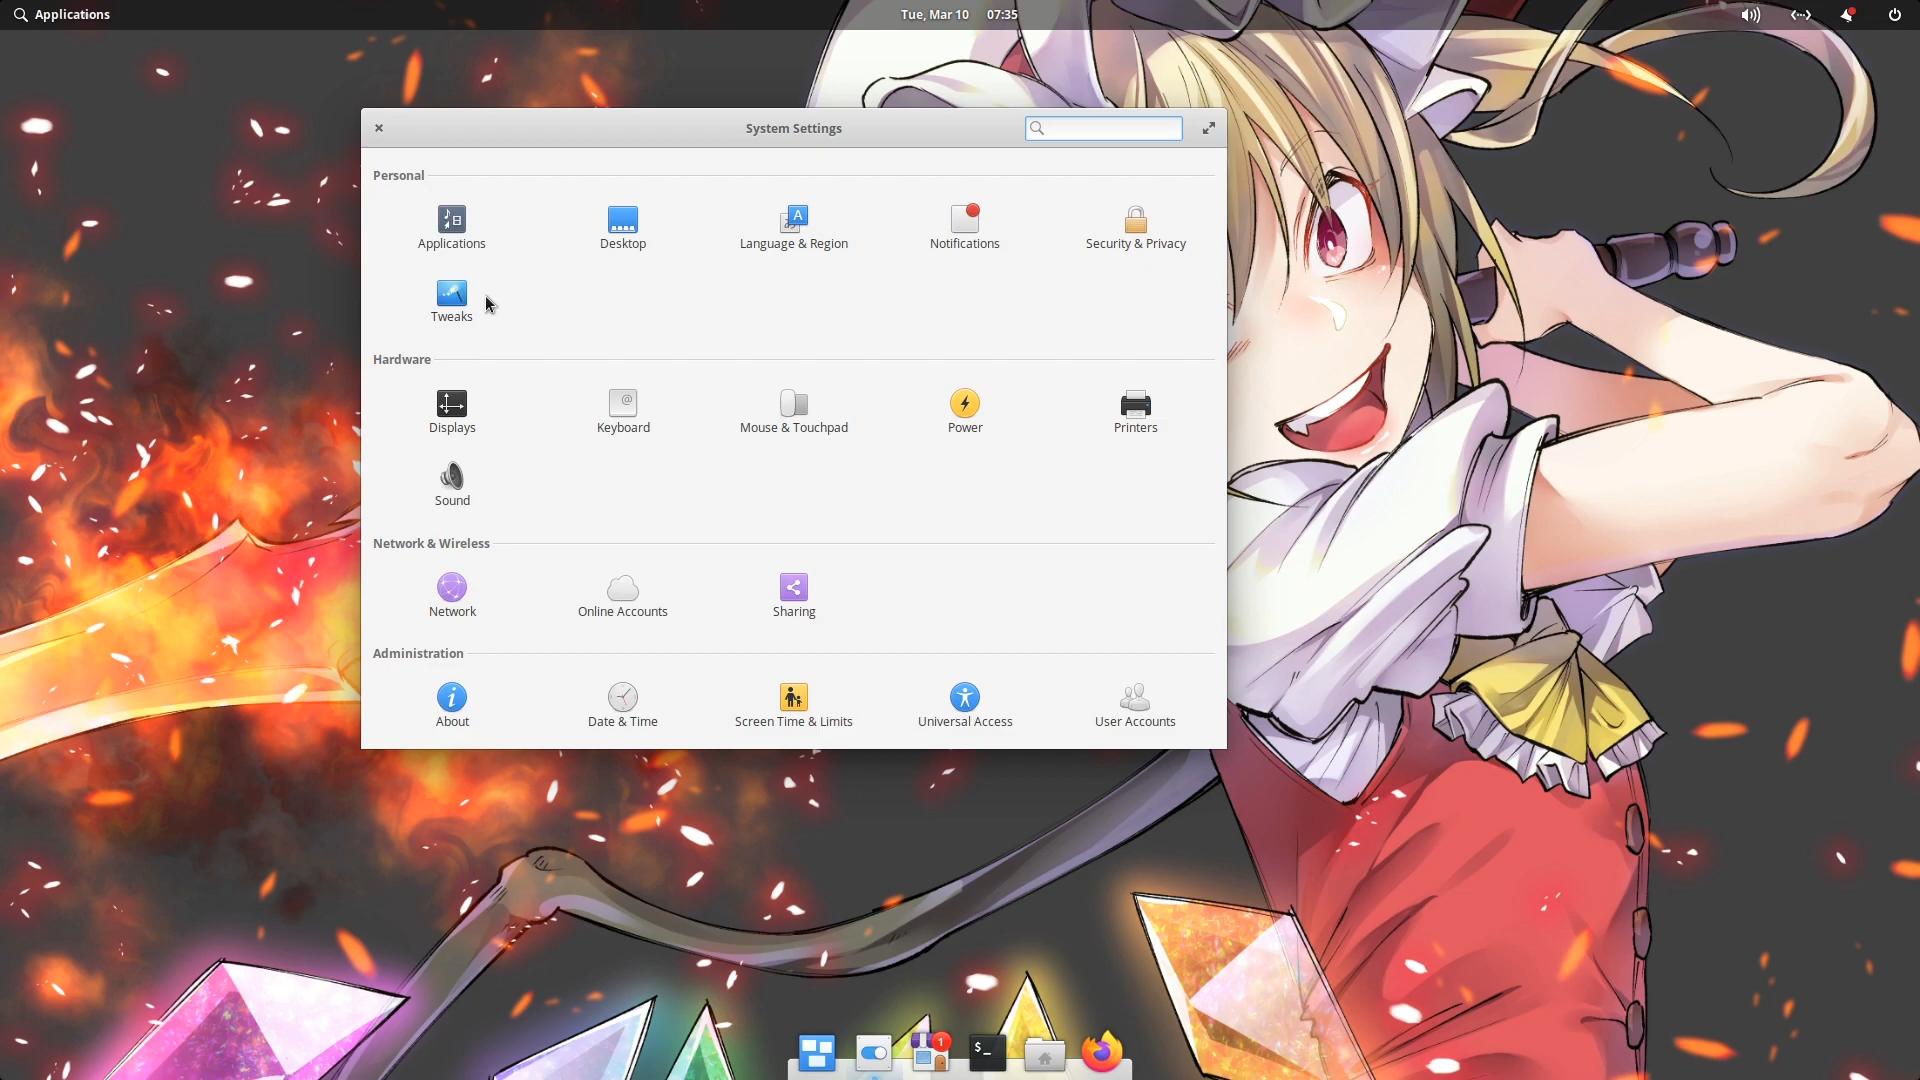 Applications
Tue, Mar 10 07:35
System Settings
Personal
Applications
Desktop
Language & Region
Notifications
Security & Privacy
Tweaks
Hardware
Displays
Keyboard
Mouse & Touchpad
Power
Printers
Sound
Network & Wireless
Network
Online Accounts
Sharing
Administration
About
Date & Time
Screen Time & Limits
Universal Access
User Accounts
1
$_